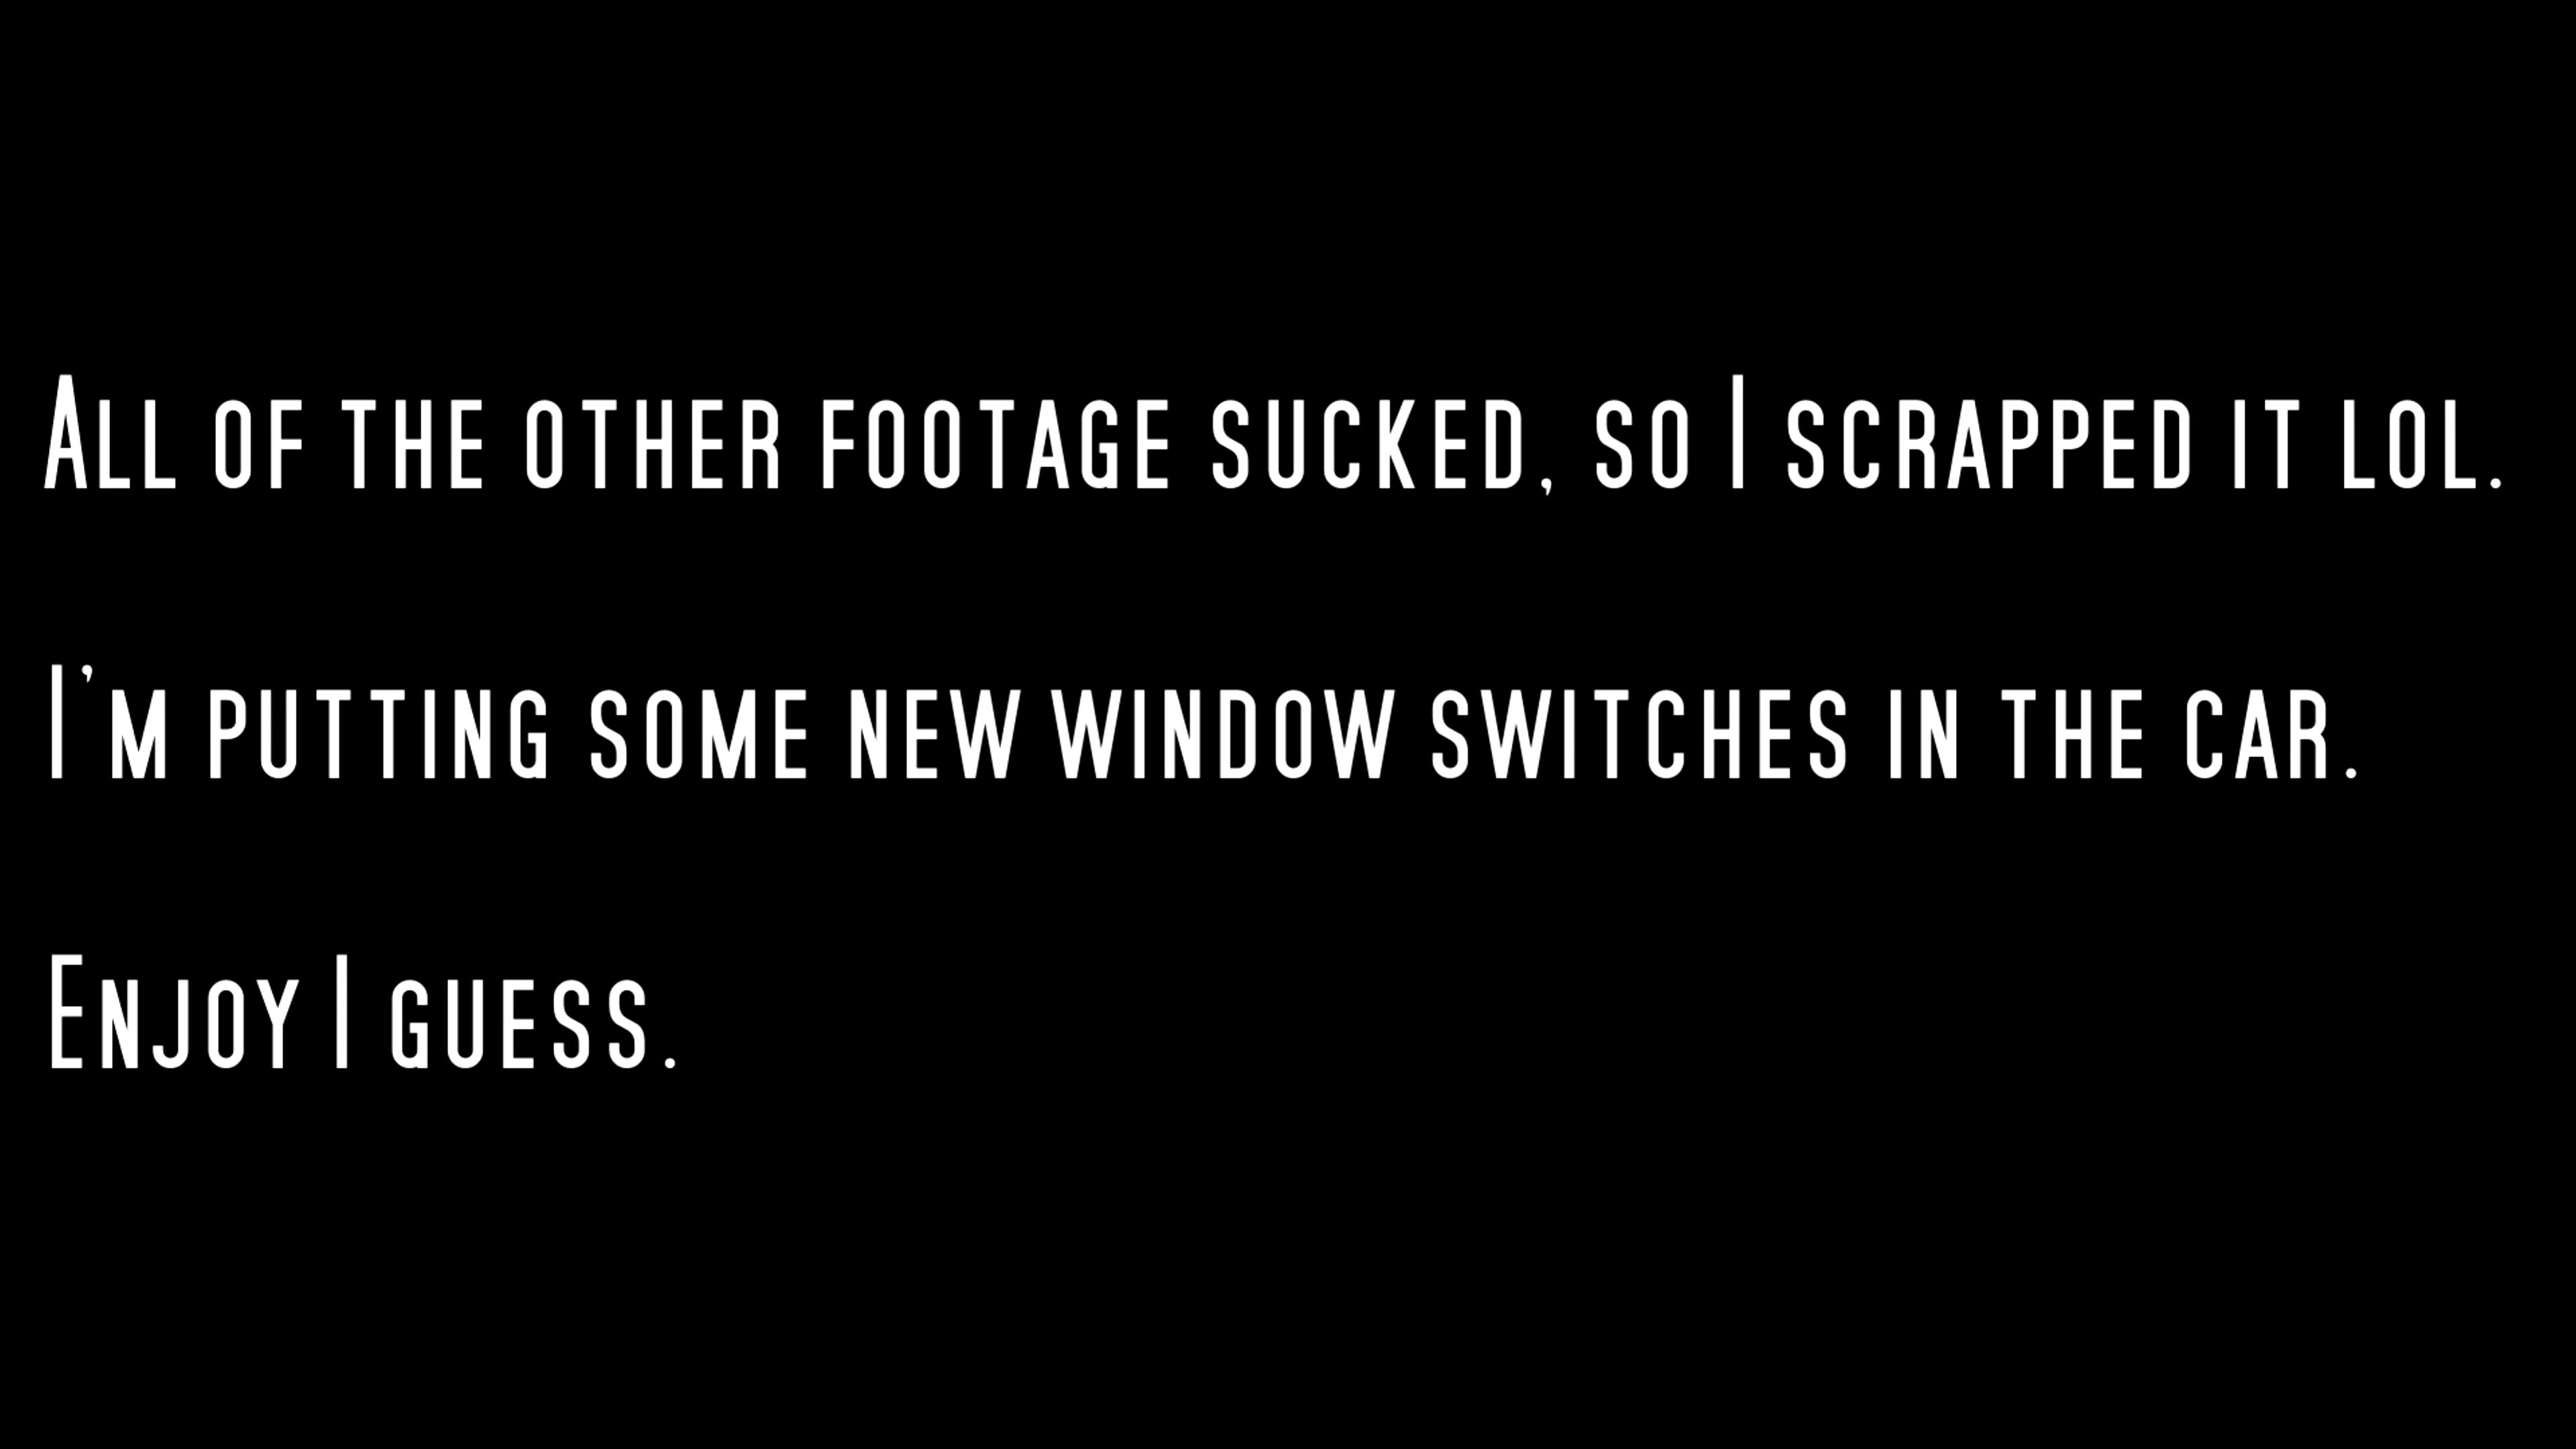 All of the other footage sucked, so I scrapped it lol.
I'm putting some new window switches in the car.
Enjoy I guess.